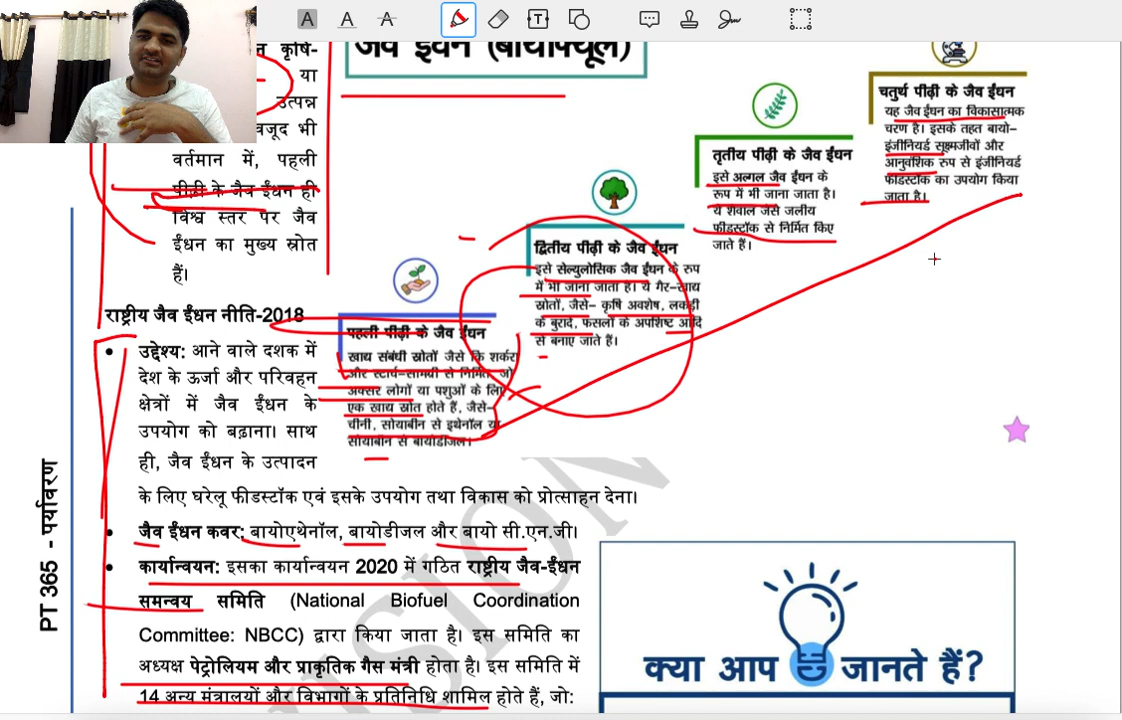 जैव ईंधन (बायोफ्यूल)
न कृषि-
या
उत्पन्न
वजूद भी
वर्तमान में, पहली
पीढ़ी के जैव ईंधन ही
विश्व स्तर पर जैव
ईंधन का मुख्य स्रोत
हैं।
चतुर्थ पीढ़ी के जैव ईंधन
यह जैव ईंधन का विकासात्मक
चरण है। इसके तहत बायो-
इंजीनियर्ड सूक्ष्मजीवों और
आनुवंशिक रूप से इंजीनियर्ड
फीडस्टॉक का उपयोग किया
जाता है।
तृतीय पीढ़ी के जैव ईंधन
इसे अल्गल जैव ईंधन के
रूप में भी जाना जाता है।
ये शैवाल जैसे जलीय
फीडस्टॉक से निर्मित किए
जाते हैं।
द्वितीय पीढ़ी के जैव ईंधन
इसे सेल्युलोसिक जैव ईंधन के रुप
में भी जाना जाता है। ये गैर-खाद्य
स्रोतों, जैसे- कृषि अवशेष, लकड़ी
के बुरादे, फसलों के अपशिष्ट आदि
से बनाए जाते हैं।
पहली पीढ़ी के जैव ईंधन
खाद्य संबंधी स्रोतों जैसे कि शर्करा
और स्टार्च-सामग्री से निर्मित, जो
अक्सर लोगों या पशुओं के लिए
एक खाद्य स्रोत होते हैं, जैसे-
चीनी, सोयाबीन से इथेनॉल या
सोयाबीन से बायोडीजल।
राष्ट्रीय जैव ईंधन नीति-2018
• उद्देश्य: आने वाले दशक में
देश के ऊर्जा और परिवहन
क्षेत्रों में जैव ईंधन के
उपयोग को बढ़ाना। साथ
ही, जैव ईंधन के उत्पादन
के लिए घरेलू फीडस्टॉक एवं इसके उपयोग तथा विकास को प्रोत्साहन देना।
• जैव ईंधन कवर: बायोएथेनॉल, बायोडीजल और बायो सी.एन.जी।
• कार्यान्वयन: इसका कार्यान्वयन 2020 में गठित राष्ट्रीय जैव-ईंधन
समन्वय समिति (National Biofuel Coordination
Committee: NBCC) द्वारा किया जाता है। इस समिति का
अध्यक्ष पेट्रोलियम और प्राकृतिक गैस मंत्री होता है। इस समिति में
14 अन्य मंत्रालयों और विभागों के प्रतिनिधि शामिल होते हैं, जो:
PT 365 - पर्यावरण
VISION
क्या आप जानते हैं?